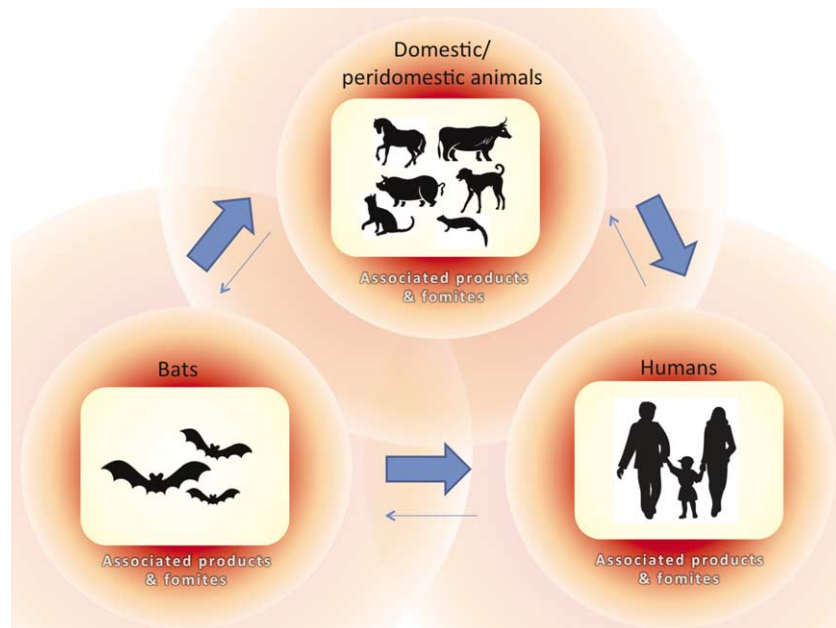 Domestic/
peridomestic animals
Associated products
& fomites
Bats
Associated products
& fomites
Humans
Associated products
& fomites